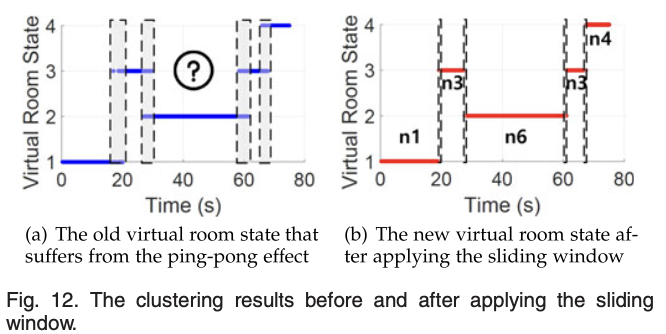 Virtual Room State
4
3
2
1
?
0
20
40
60
80
Time (s)
(a) The old virtual room state that
suffers from the ping-pong effect
Virtual Room State
4
3
2
1
n4
n3
n3
n1
n6
0
20
40
60
80
Time (s)
(b) The new virtual room state af-
ter applying the sliding window
Fig. 12. The clustering results before and after applying the sliding
window.